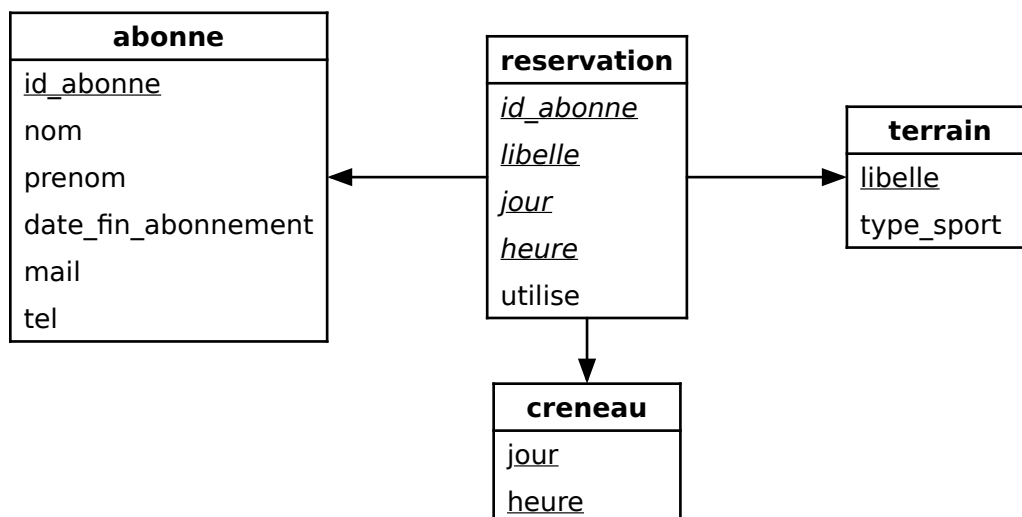 abonne
id_abonne
nom
prenom
date_fin_abonnement
mail
tel
reservation
id_abonne
libelle
jour
heure
utilise
terrain
libelle
type_sport
creneau
jour
heure